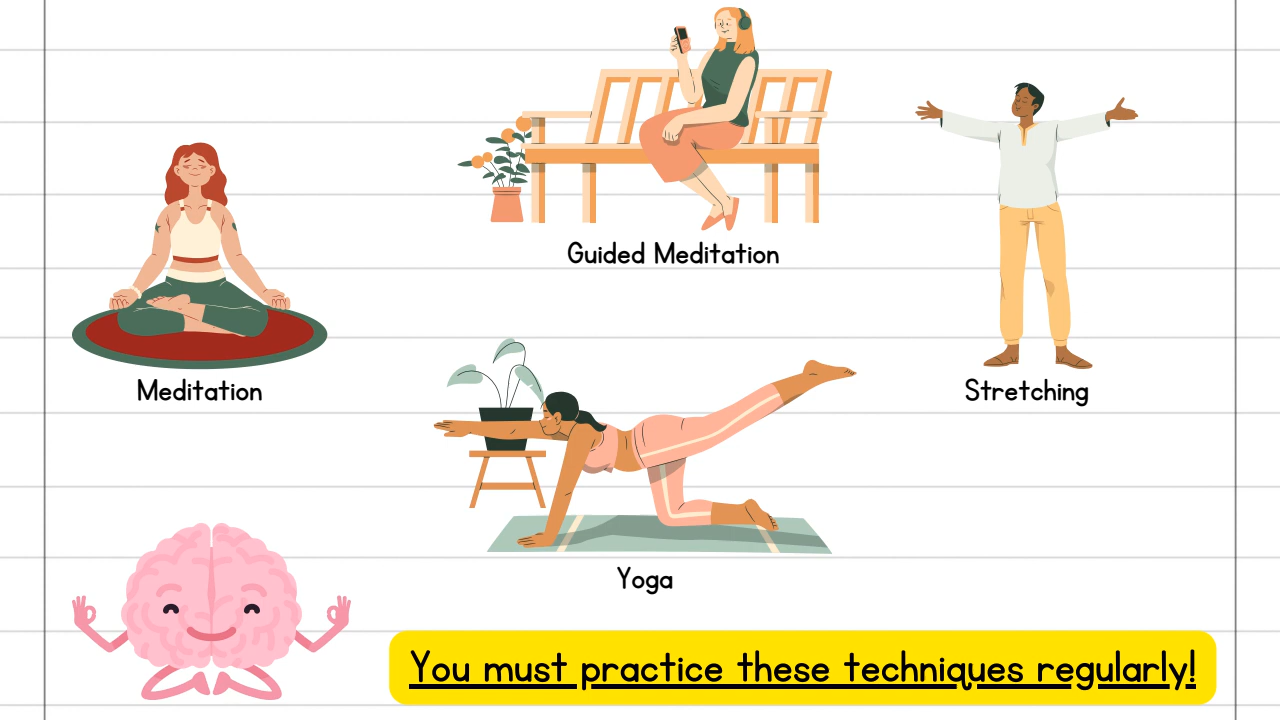 Guided Meditation
Meditation
Stretching
Yoga
You must practice these techniques regularly!